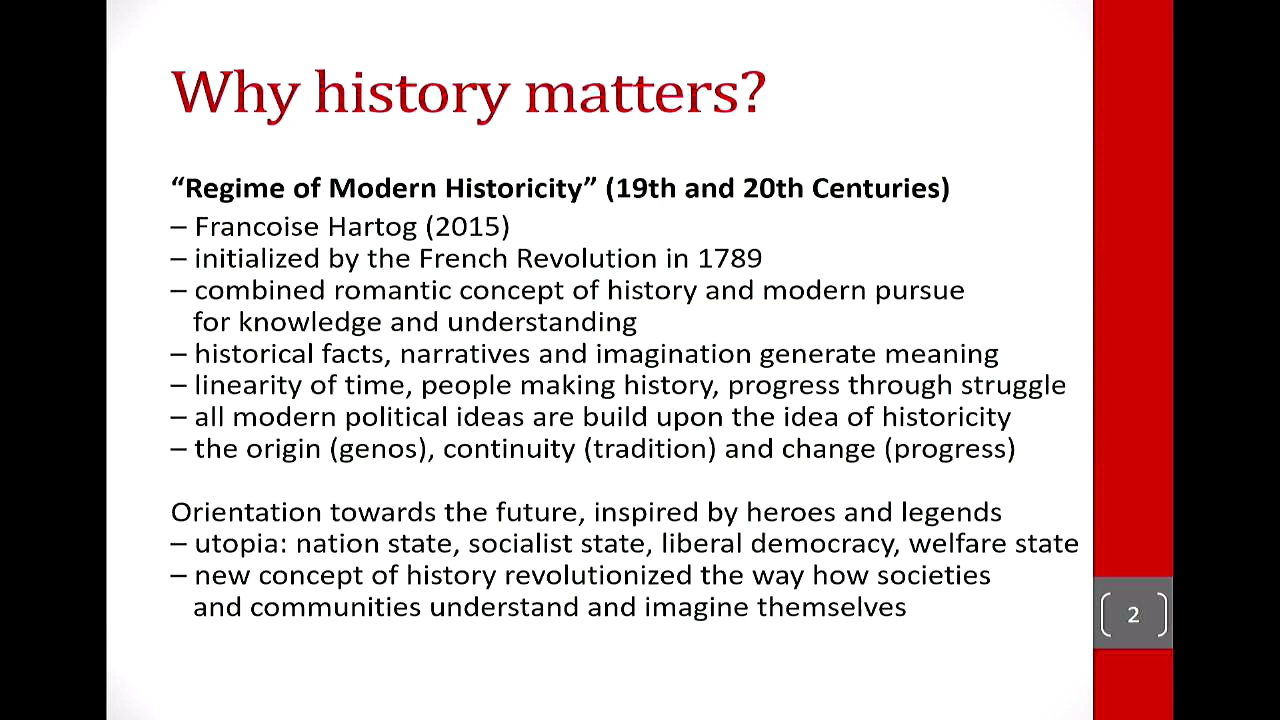 Why history matters?
“Regime of Modern Historicity” (19th and 20th Centuries)
– Francoise Hartog (2015)
– initialized by the French Revolution in 1789
– combined romantic concept of history and modern pursue
for knowledge and understanding
– historical facts, narratives and imagination generate meaning
– linearity of time, people making history, progress through struggle
– all modern political ideas are build upon the idea of historicity
– the origin (genos), continuity (tradition) and change (progress)
Orientation towards the future, inspired by heroes and legends
– utopia: nation state, socialist state, liberal democracy, welfare state
– new concept of history revolutionized the way how societies
and communities understand and imagine themselves
2